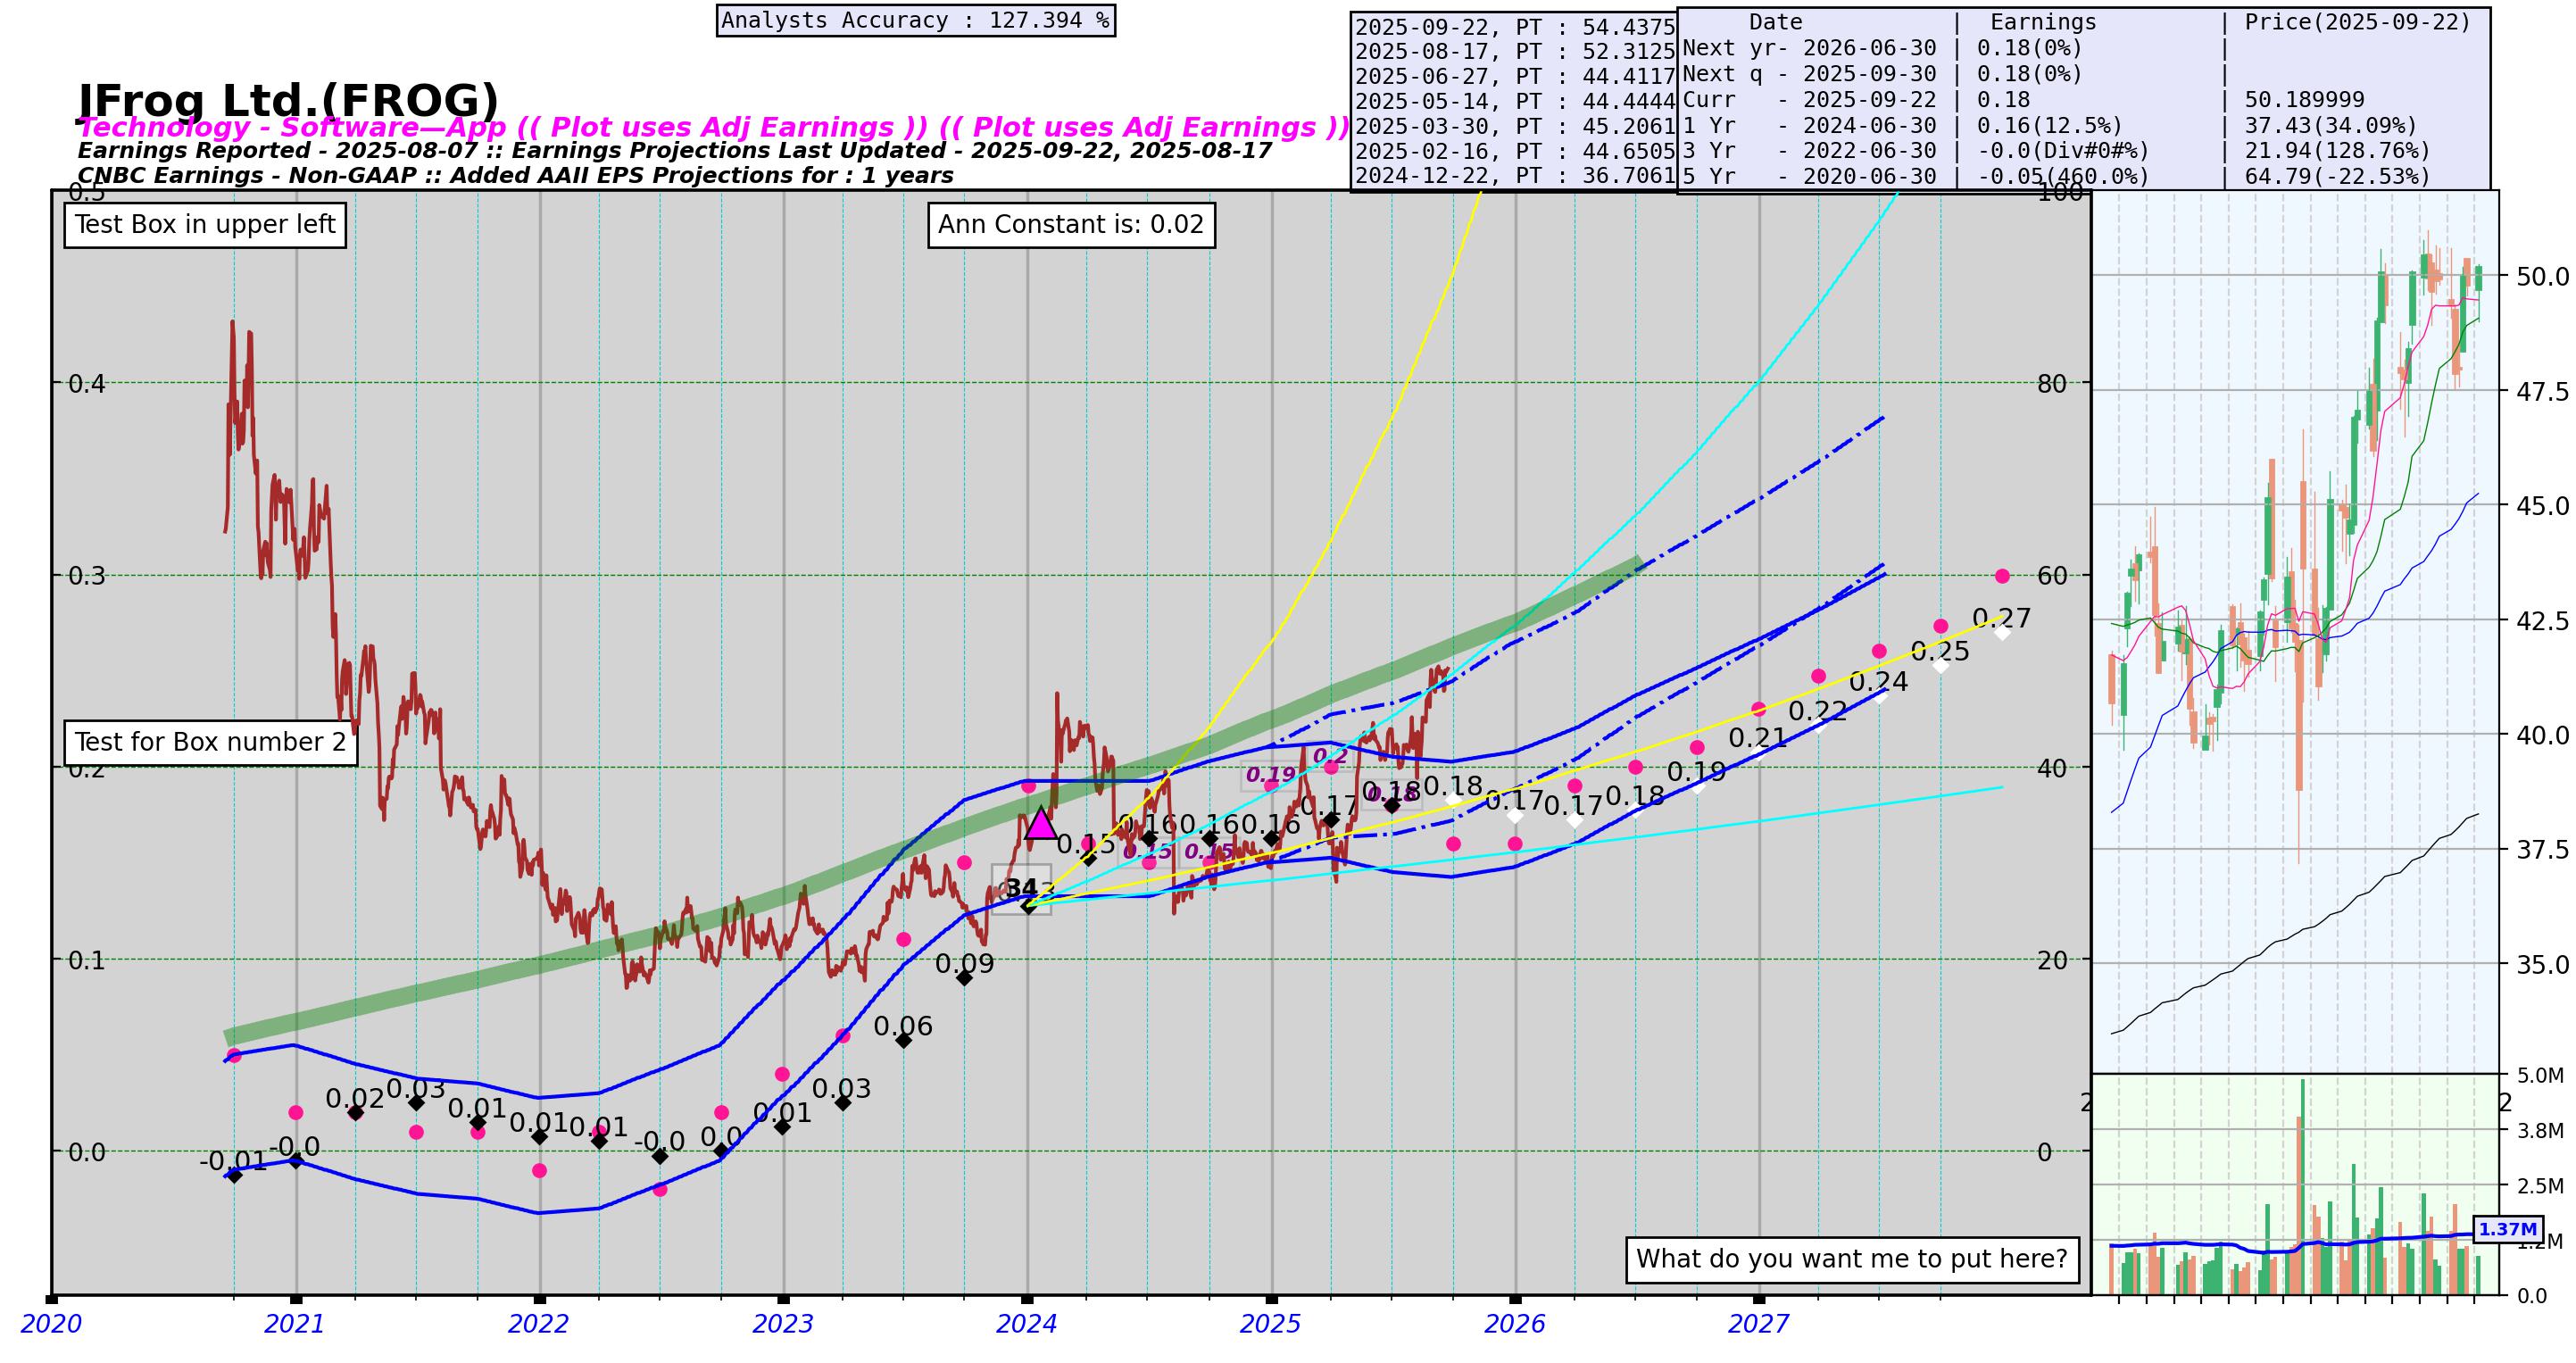 Analysts Accuracy : 127.394 %
JFrog Ltd.(FROG)
Technology - Software—App (( Plot uses Adj Earnings )) (( Plot uses Adj Earnings ))
Earnings Reported - 2025-08-07 :: Earnings Projections Last Updated - 2025-09-22, 2025-08-17
CNBC Earnings - Non-GAAP :: Added AAII EPS Projections for : 1 years
2025-09-22, PT : 54.4375
2025-08-17, PT : 52.3125
2025-06-27, PT : 44.4117
2025-05-14, PT : 44.4444
2025-03-30, PT : 45.2061
2025-02-16, PT : 44.6505
2024-12-22, PT : 36.7061
Date | Earnings | Price(2025-09-22)
Next yr- 2026-06-30 | 0.18(0%) |
Next q - 2025-09-30 | 0.18(0%) |
Curr - 2025-09-22 | 0.18 | 50.189999
1 Yr - 2024-06-30 | 0.16(12.5%) | 37.43(34.09%)
3 Yr - 2022-06-30 | -0.0(Div#0#%) | 21.94(128.76%)
5 Yr - 2020-06-30 | -0.05(460.0%) | 64.79(-22.53%)
Test Box in upper left
Ann Constant is: 0.02
Test for Box number 2
What do you want me to put here?
0.5
0.4
0.3
0.2
0.1
0.0
100
80
60
40
20
0
-0.01
-0.0
0.02
0.03
0.01
0.01
0.01
-0.0
0.0
0.01
0.03
0.06
0.09
34
0.15
0.16
0.16
0.16
0.17
0.18
0.18
0.17
0.17
0.18
0.19
0.21
0.22
0.24
0.25
0.27
0.15
0.15
0.19
0.2
0.18
2020
2021
2022
2023
2024
2025
2026
2027
50.0
47.5
45.0
42.5
40.0
37.5
35.0
5.0M
3.8M
2.5M
1.37M
1.2M
0.0